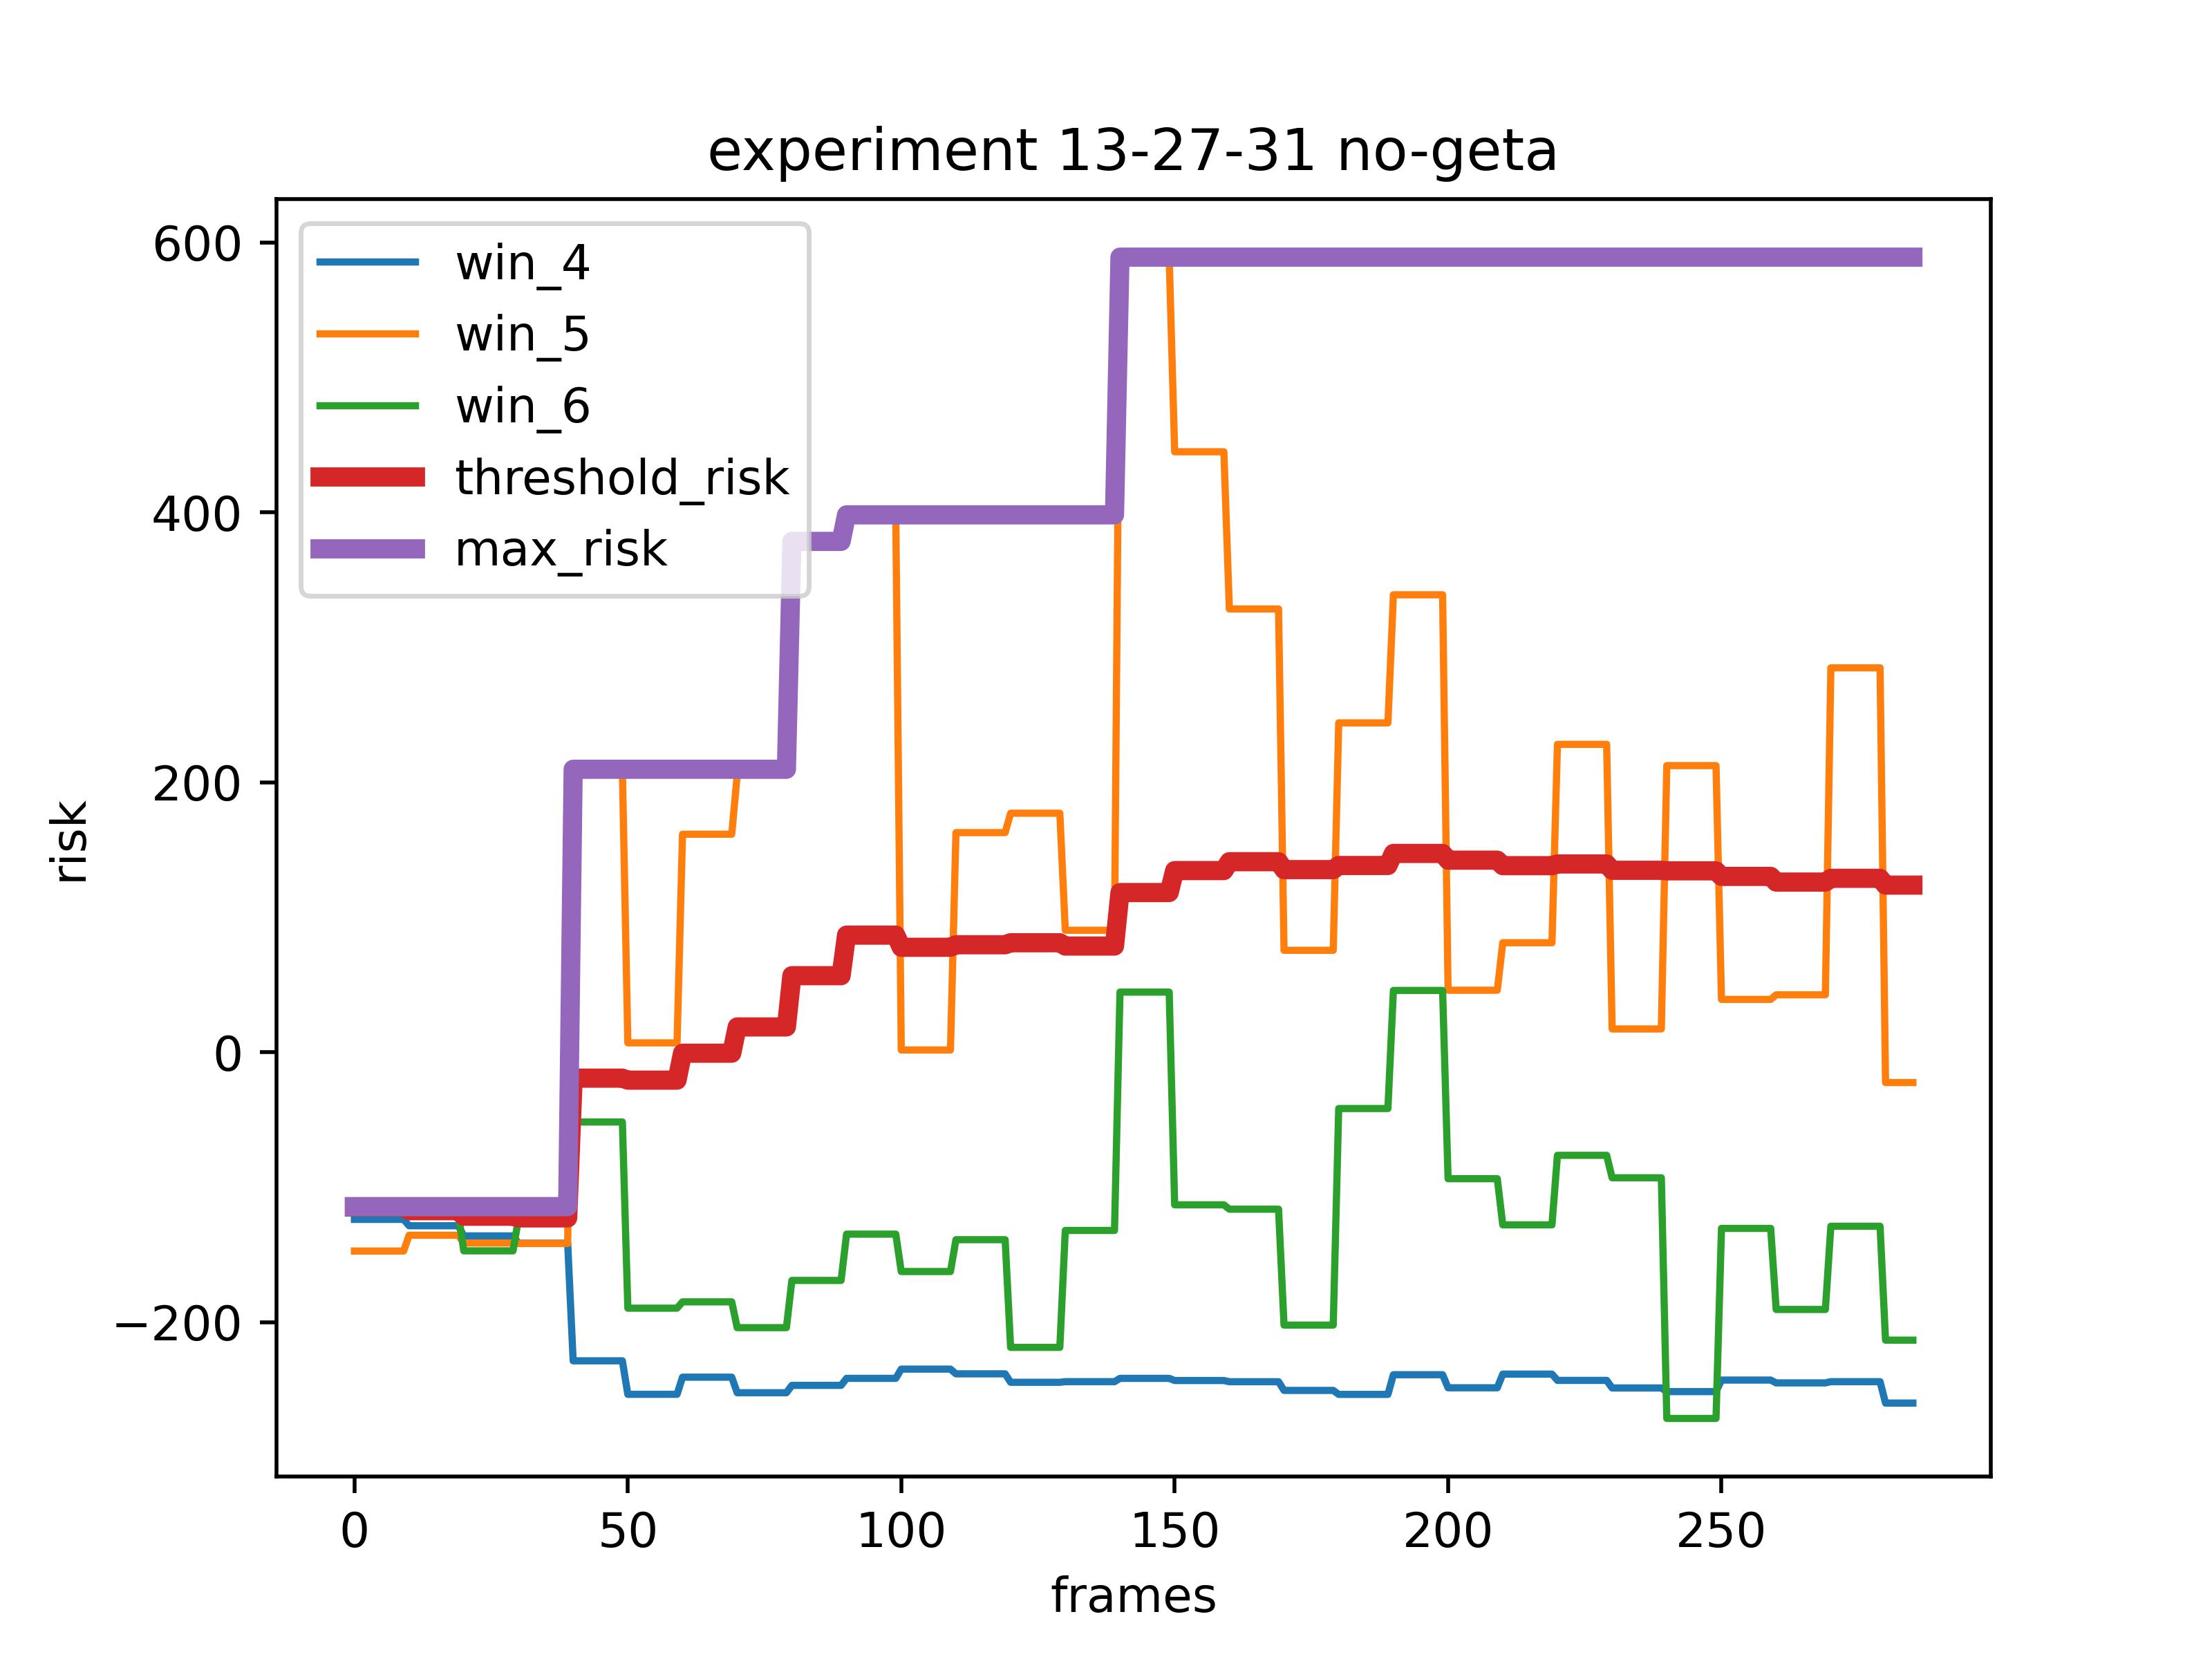 experiment 13-27-31 no-geta
600
400
200
0
−200
risk
win_4
win_5
win_6
threshold_risk
max_risk
0 50 100 150 200 250
frames